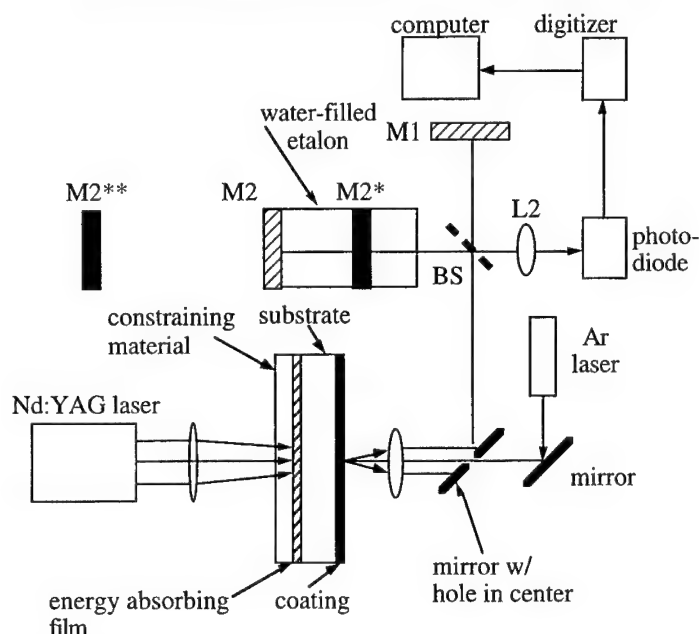 computer
digitizer
water-filled
etalon
M1
M2**
M2
M2*
L2
BS
photo-
diode
constraining
material
substrate
Ar
laser
Nd:YAG laser
mirror
energy absorbing
film
coating
mirror w/
hole in center